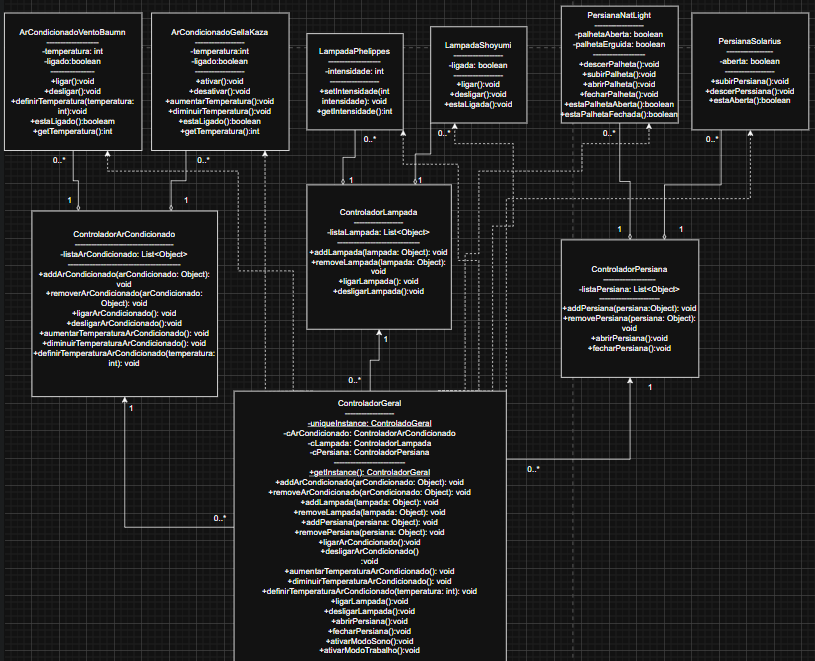 ArCondicionadoVentoBaumn
-temperatura: int
-ligado:boolean
+ligar():void
+desligar():void
+definirTemperatura(temperatura:
int):void
+estaLigado():booleam
+getTemperatura():int
ArCondicionadoGellaKaza
-temperatura:int
-ligado:boolean
+ativar():void
+desativar():void
+aumentarTemperatura():void
+diminuirTemperatura():void
+estaLigado():boolean
+getTemperatura():int
LampadaPhelippes
-intensidade: int
+setIntensidade(int
intensidade): void
+getIntensidade():int
LampadaShoyumi
-ligada: boolean
+ligar():void
+desligar():void
+estaLigada():void
PersianaNatLight
-palhetaAberta: boolean
-palhetaErguida: boolean
+descerPalheta():void
+subirPalheta():void
+abrirPalheta():void
+fecharPalheta():void
+estaPalhetaAberta():boolean
+estaPalhetaFechada():boolean
PersianaSolarius
-aberta: boolean
+subirPersiana():void
+descerPerssiana():void
+estaAberta():boolean
0..*
0..*
0..*
0..*
0..*
0..*
1
1
1
1
1
1
ControladorArCondicionado
-listaArCondicionado: List<Object>
+addArCondicionado(arCondionado: Object):
void
+removerArCondicionado(arCondicionado:
Object): void
+ligarArCondicionado(): void
+desligarArCondicionado():void
+aumentarTemperaturaArCondicionado(): void
+diminuirTemperaturaArCondicionado(): void
+definirTemperaturaArCondicionado(temperatura:
int): void
ControladorLampada
-listaLampada: List<Object>
+addLampada(lampada: Object): void
+removeLampada(lampada: Object):
void
+ligarLampada(): void
+desligarLampada():void
ControladorPersiana
-listaPersiana: List<Object>
+addPersiana(persiana:Object): void
+removePersiana(persiana: Object):
void
+abrirPersiana():void
+fecharPersiana():void
1
0..*
1
0..*
1
0..*
ControladorGeral
-uniqueInstance: ControladoGeral
-cArCondicionado: ControladorArCondicionado
-cLampada: ControladorLampada
-cPersiana: ControladorPersiana
+getInstance(): ControladorGeral
+addArCondicionado(arCondicionado: Object): void
+removeArCondicionado(arCondicionado: Object): void
+addLampada(lampada: Object): void
+removeLampada(lampada: Object): void
+addPersiana(persiana: Object): void
+removePersiana(persiana: Object): void
+ligarArCondicionado():void
+desligarArCondicionado()
:void
+aumentarTemperaturaArCondicionado(): void
+diminuirTemperaturaArCondicionado(): void
+definirTemperaturaArCondicionado(temperatura: int): void
+ligarLampada():void
+desligarLampada():void
+abrirPersiana():void
+fecharPersiana():void
+ativarModoSono():void
+ativarModoTrabalho():void